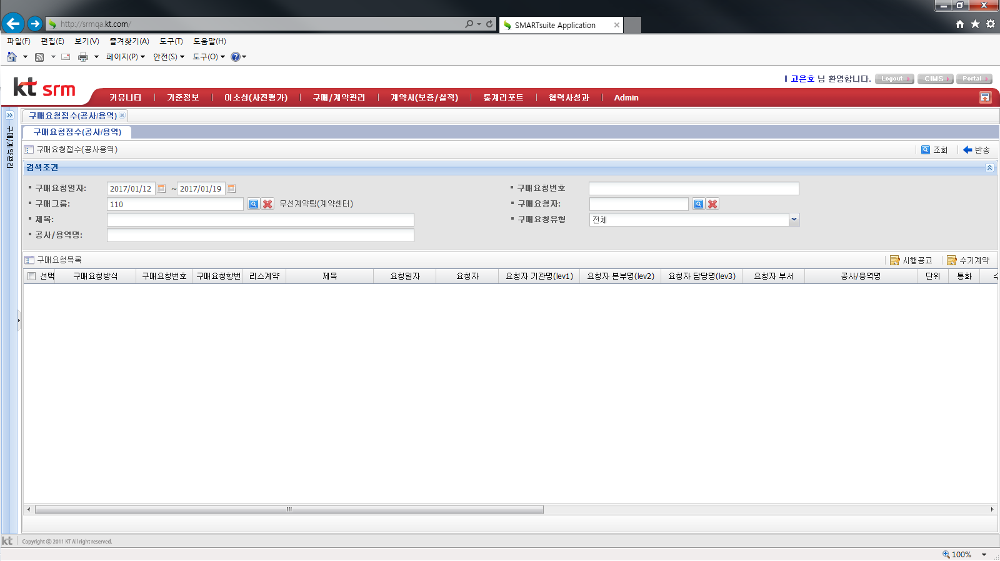 http://srmqa.kt.com/
SMARTsuite Application
파일(F) 편집(E) 보기(V) 즐겨찾기(A) 도구(T) 도움말(H)
페이지(P) 안전(S) 도구(O)
고은호 님 환영합니다. Logout CIMS Portal
kt srm
커뮤니티 기준정보 이소싱(사전평가) 구매/계약관리 계약서(보증/실적) 통계리포트 협력사성과 Admin
구매요청접수(공사/용역)
구매/계약관리
구매요청접수(공사/용역)
구매요청접수(공사용역) 조회 반송
검색조건
구매요청일자: 2017/01/12 ~ 2017/01/19 구매요청번호
구매그룹: 110 무선계약팀(계약센터) 구매요청자:
제목: 구매요청유형 전체
공사/용역명:
구매요청목록 시행공고 수기계약
선택 구매요청방식 구매요청번호 구매요청항번 리스계약 제목 요청일자 요청자 요청자 기관명(lev1) 요청자 본부명(lev2) 요청자 담당명(lev3) 요청자 부서 공사/용역명 단위 통화
kt Copyright ⓒ 2011 KT All right reserved.
100%